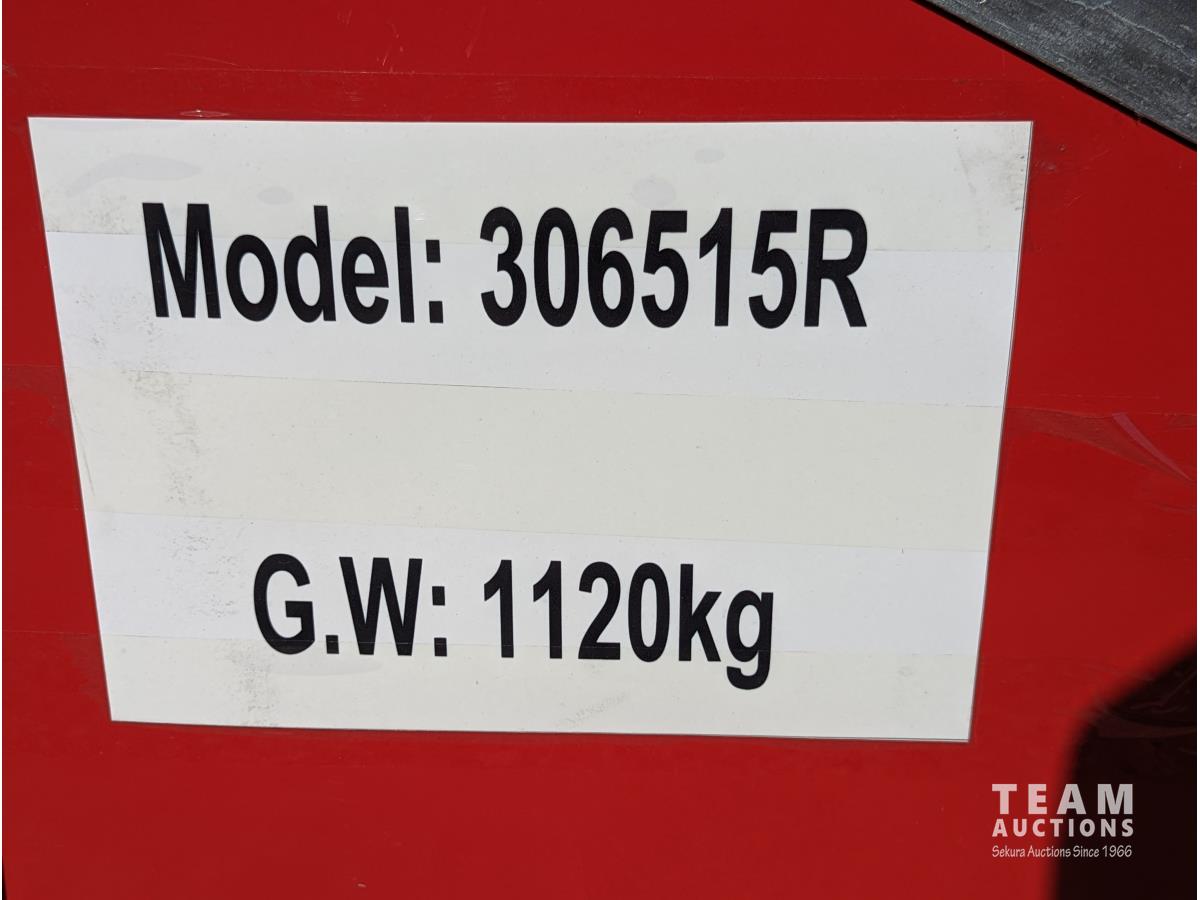 Model: 306515R
G.W: 1120kg
TEAM
AUCTIONS
Sekura Auctions Since 1966